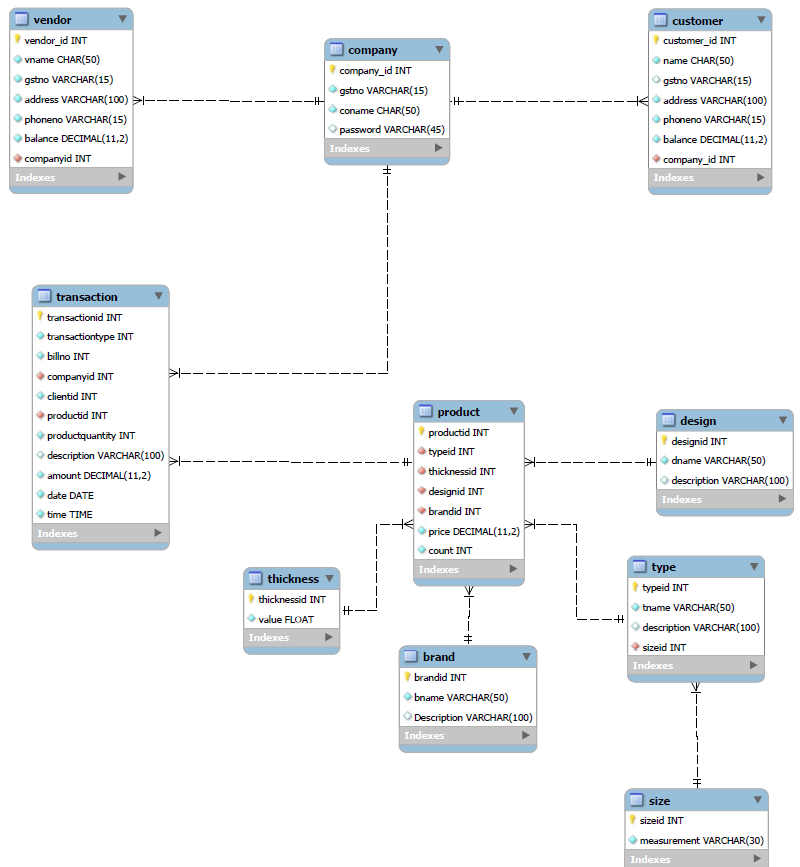 vendor
vendor_id INT
vname CHAR(50)
gstno VARCHAR(15)
address VARCHAR(100)
phoneno VARCHAR(15)
balance DECIMAL(11,2)
companyid INT
Indexes
company
company_id INT
gstno VARCHAR(15)
coname CHAR(50)
password VARCHAR(45)
Indexes
customer
customer_id INT
name CHAR(50)
gstno VARCHAR(15)
address VARCHAR(100)
phoneno VARCHAR(15)
balance DECIMAL(11,2)
company_id INT
Indexes
transaction
transactionid INT
transactiontype INT
billno INT
companyid INT
clientid INT
productid INT
productquantity INT
description VARCHAR(100)
amount DECIMAL(11,2)
date DATE
time TIME
Indexes
product
productid INT
typeid INT
thicknessid INT
designid INT
brandid INT
price DECIMAL(11,2)
count INT
Indexes
design
designid INT
dname VARCHAR(50)
description VARCHAR(100)
Indexes
thickness
thicknessid INT
value FLOAT
Indexes
type
typeid INT
tname VARCHAR(50)
description VARCHAR(100)
sizeid INT
Indexes
brand
brandid INT
bname VARCHAR(50)
Description VARCHAR(100)
Indexes
size
sizeid INT
measurement VARCHAR(30)
Indexes